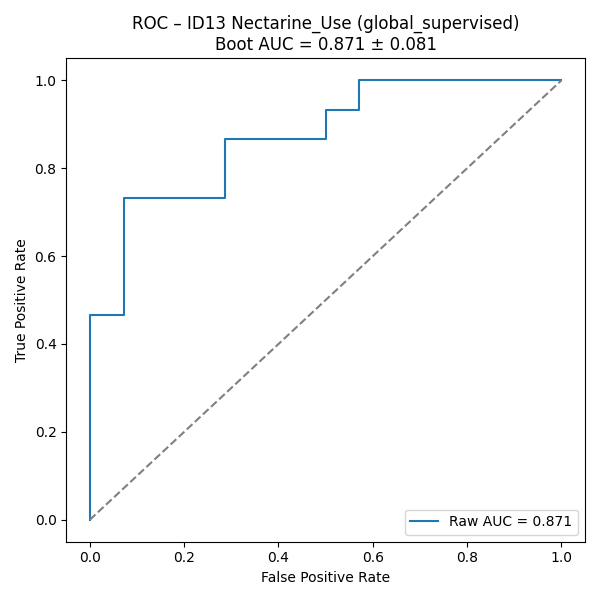 ROC – ID13 Nectarine_Use (global_supervised)
Boot AUC = 0.871 ± 0.081
1.0
0.8
0.6
0.4
0.2
0.0
True Positive Rate
Raw AUC = 0.871
0.0 0.2 0.4 0.6 0.8 1.0
False Positive Rate